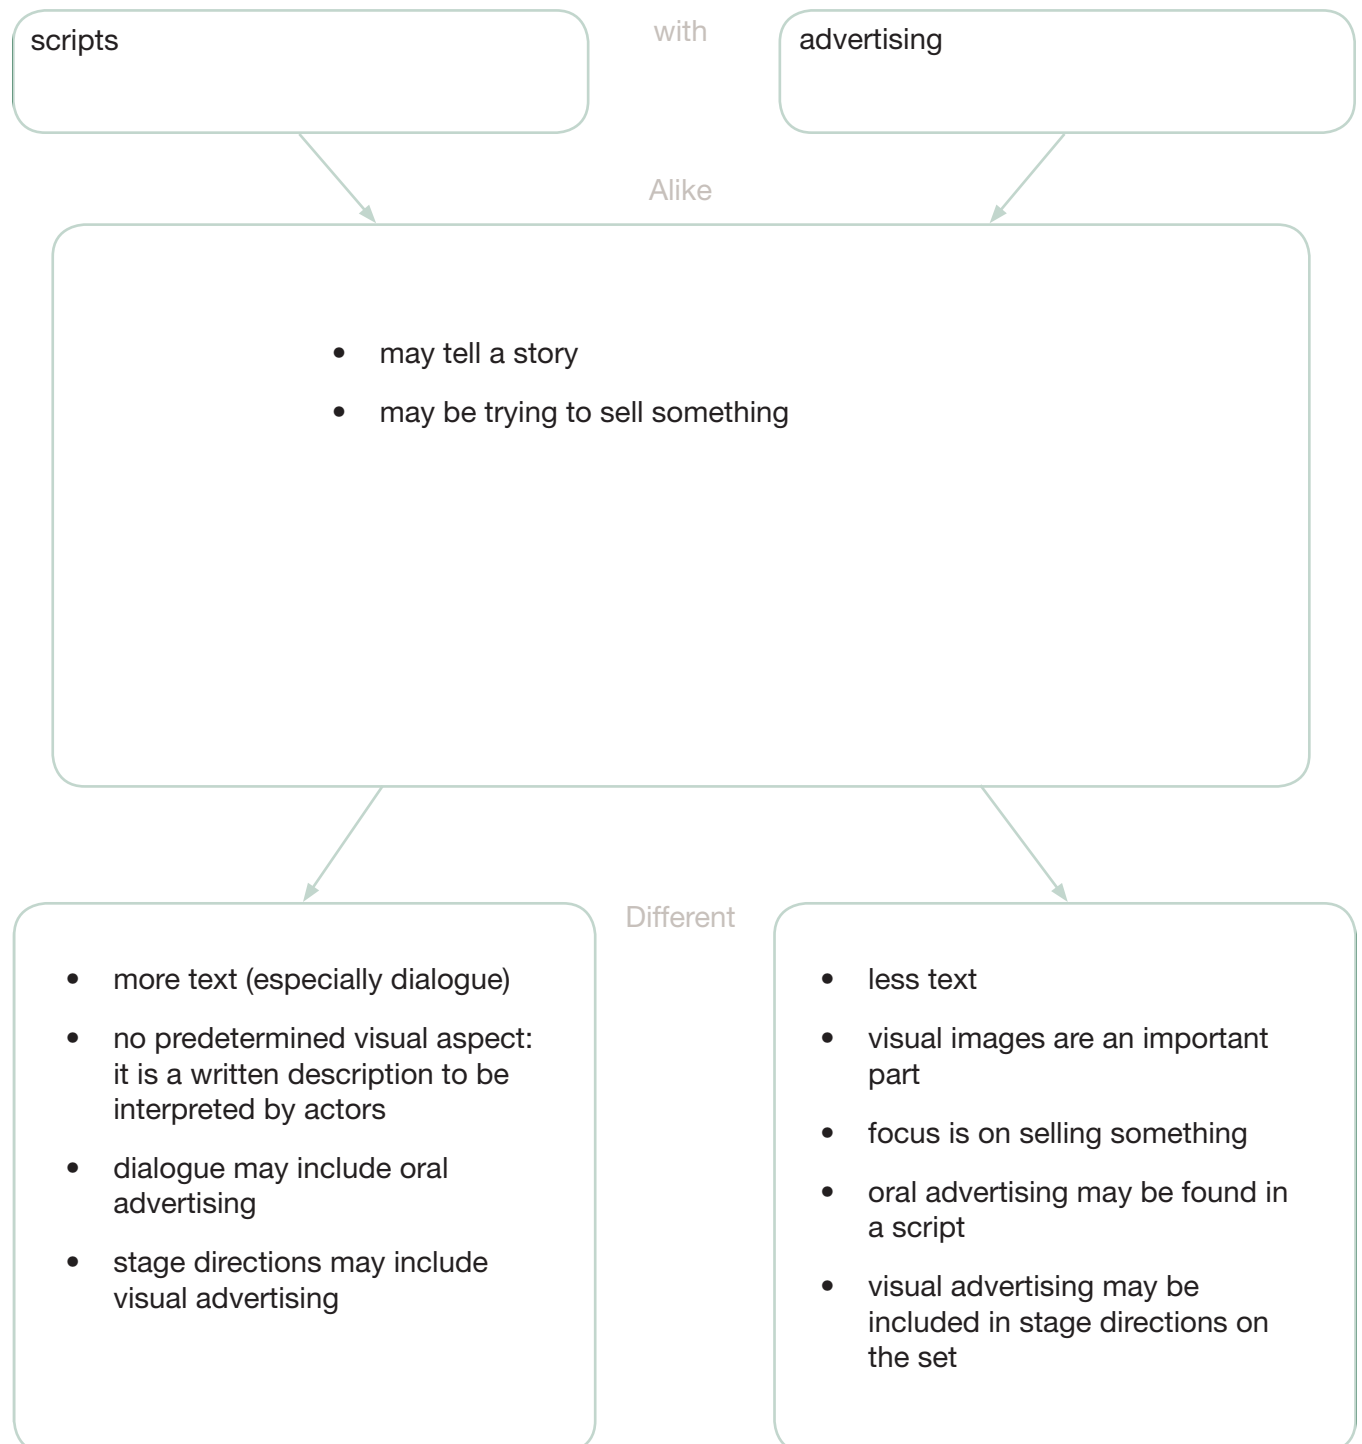 scripts
with
advertising
Alike
• may tell a story
• may be trying to sell something
Different
• more text (especially dialogue)
• no predetermined visual aspect:
it is a written description to be
interpreted by actors
• dialogue may include oral
advertising
• stage directions may include
visual advertising
• less text
• visual images are an important
part
• focus is on selling something
• oral advertising may be found in
a script
• visual advertising may be
included in stage directions on
the set